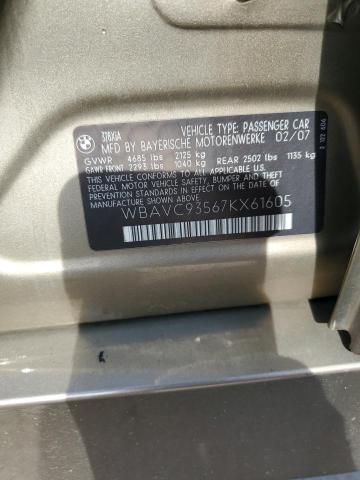 BMW
VEHICLE TYPE: PASSENGER CAR
MFD BY BAYERISCHE MOTORENWERKE 02/07
GVWR 4685 lbs 2125 kg
GAWR FRONT 2293 lbs 1040 kg REAR 2502 lbs 1135 kg
THIS VEHICLE CONFORMS TO ALL APPLICABLE U.S.
FEDERAL MOTOR VEHICLE SAFETY, BUMPER, AND THEFT
PREVENTION STANDARDS IN EFFECT ON THE DATE OF
MANUFACTURE SHOWN ABOVE.
WBAVC93567KX61605